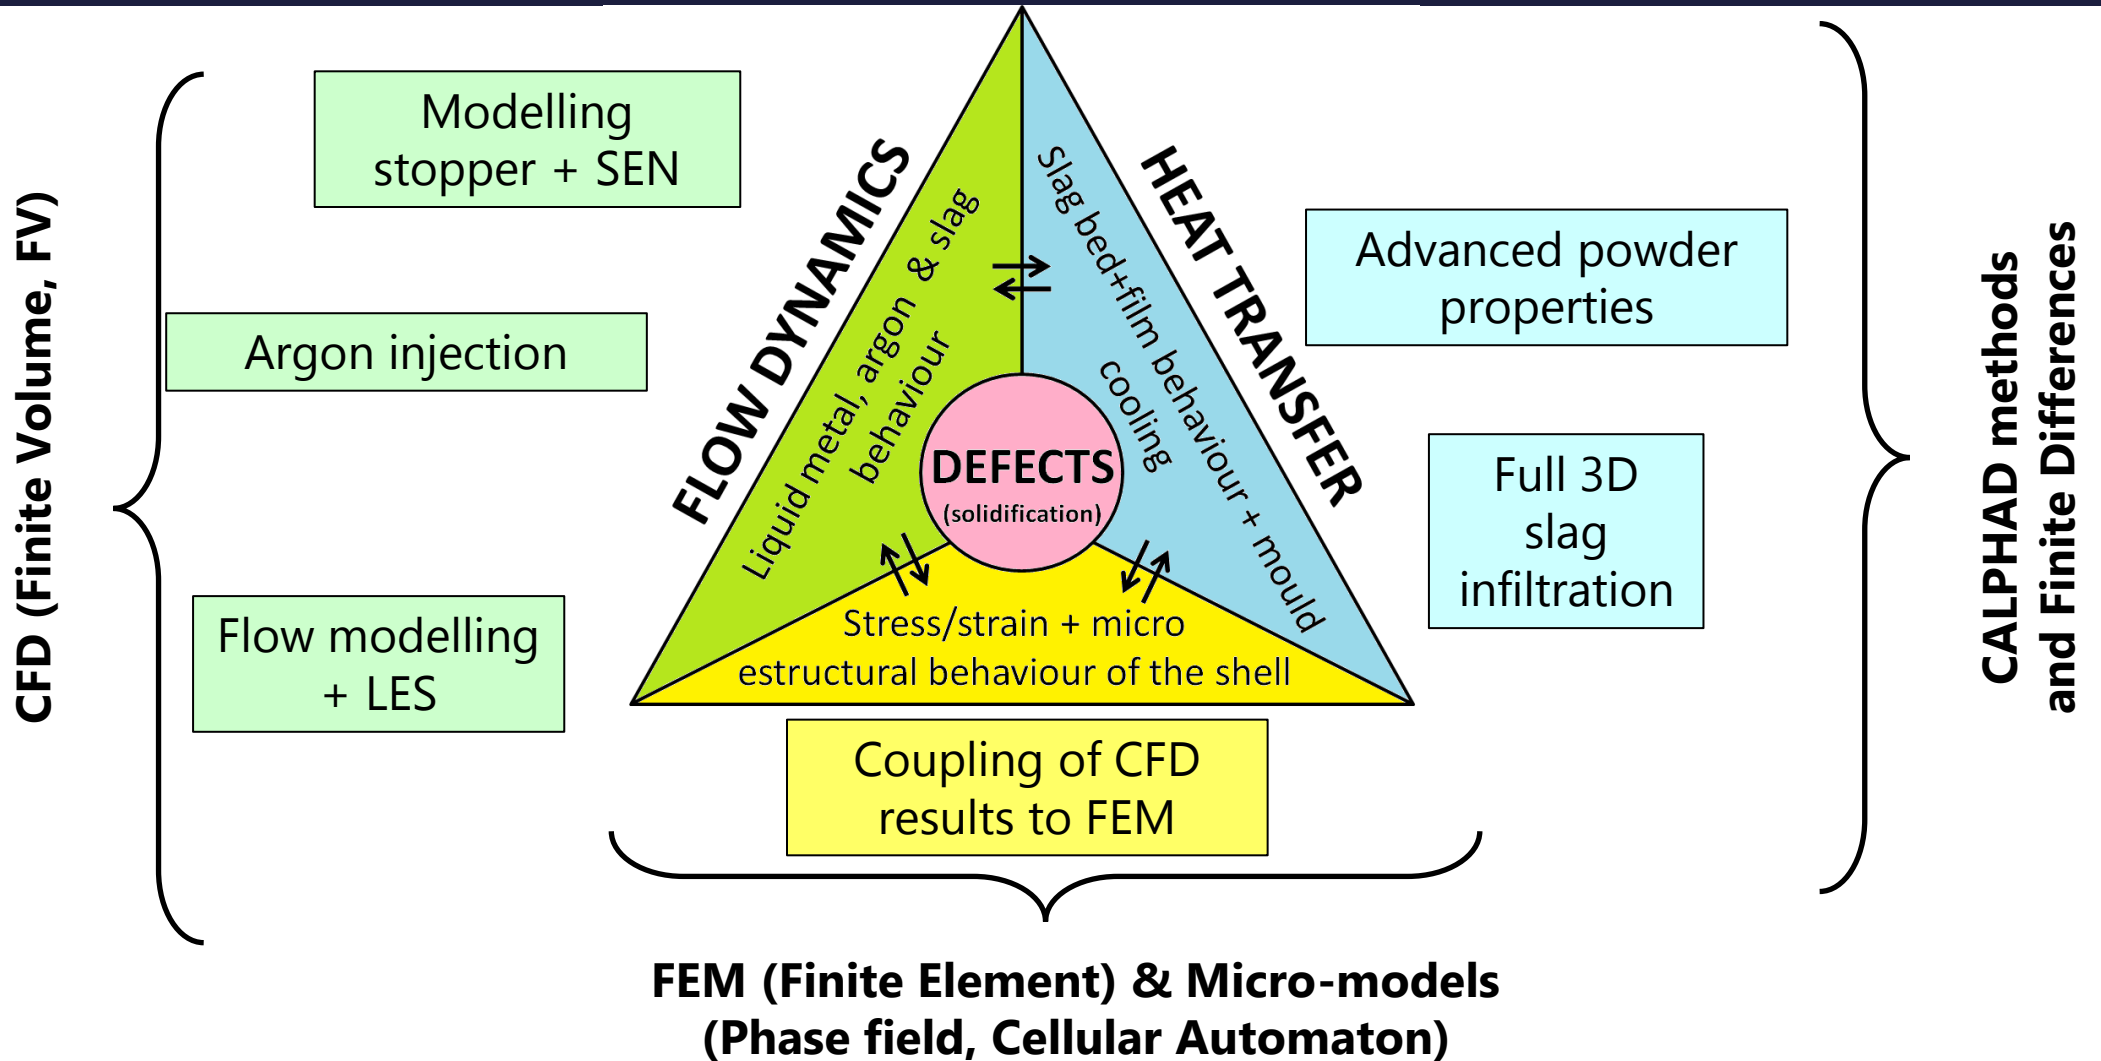 CFD (Finite Volume, FV)
Modelling
stopper + SEN
Argon injection
Flow modelling
+ LES
FLOW DYNAMICS
Liquid metal, argon & slag
behaviour
HEAT TRANSFER
Slag bed+film behaviour + mould
cooling
DEFECTS
(solidification)
Stress/strain + micro
estructural behaviour of the shell
Advanced powder
properties
Full 3D
slag
infiltration
CALPHAD methods
and Finite Differences
Coupling of CFD
results to FEM
FEM (Finite Element) & Micro-models
(Phase field, Cellular Automaton)